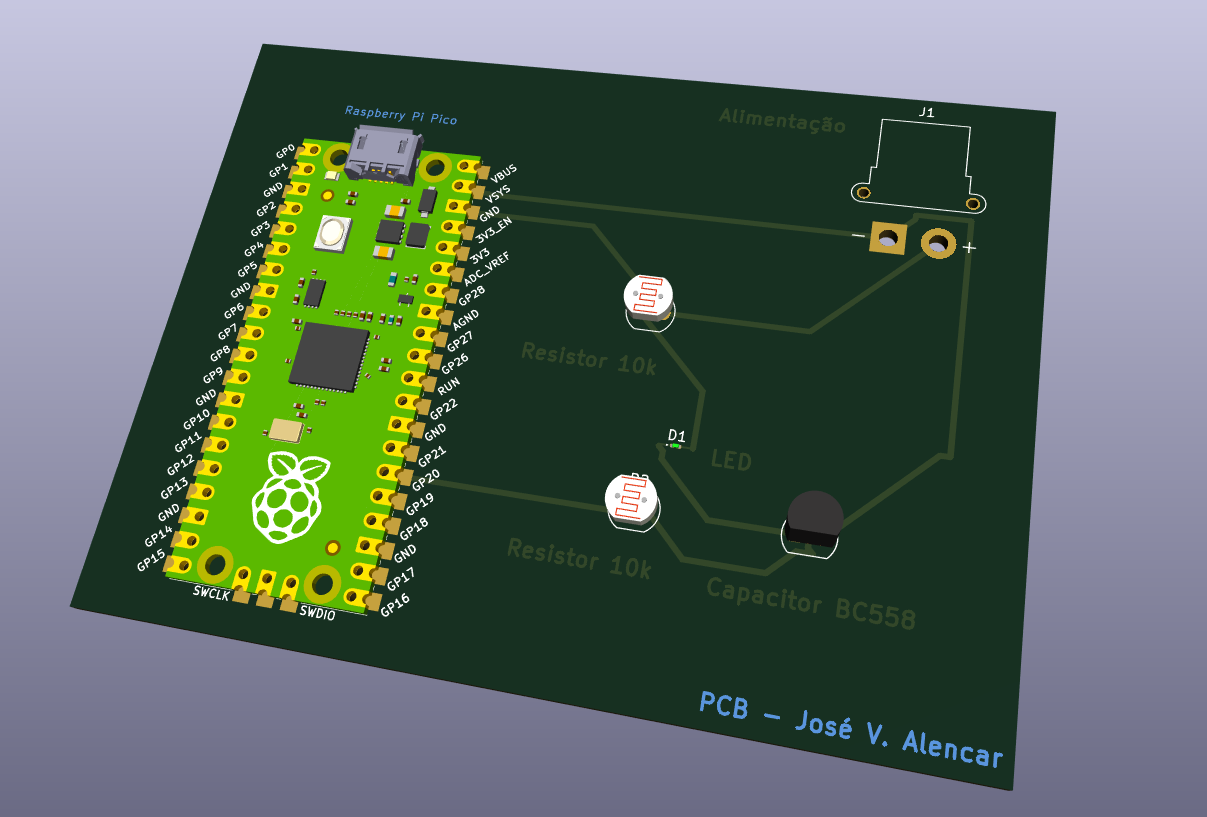 Raspberry Pi Pico
Alimentação
J1
GP0
GP1
GND
GP2
GP3
GP4
GP5
GND
GP6
GP7
GP8
GP9
GND
GP10
GP11
GP12
GP13
GND
GP14
GP15
VBUS
VSYS
GND
3V3_EN
3V3
ADC_VREF
GP28
AGND
GP27
GP26
RUN
GP22
GND
GP21
GP20
GP19
GP18
GND
GP17
GP16
SWCLK
SWDIO
− +
Resistor 10k
D1
LED
Resistor 10k
Capacitor BC558
PCB − José V. Alencar